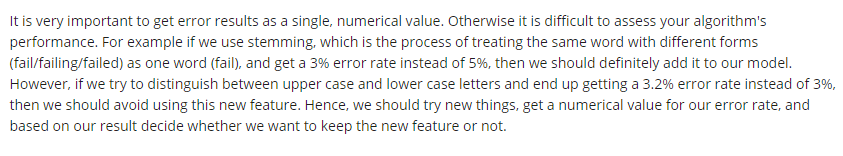 It is very important to get error results as a single, numerical value. Otherwise it is difficult to assess your algorithm's
performance. For example if we use stemming, which is the process of treating the same word with different forms
(fail/failing/failed) as one word (fail), and get a 3% error rate instead of 5%, then we should definitely add it to our model.
However, if we try to distinguish between upper case and lower case letters and end up getting a 3.2% error rate instead of 3%,
then we should avoid using this new feature. Hence, we should try new things, get a numerical value for our error rate, and
based on our result decide whether we want to keep the new feature or not.